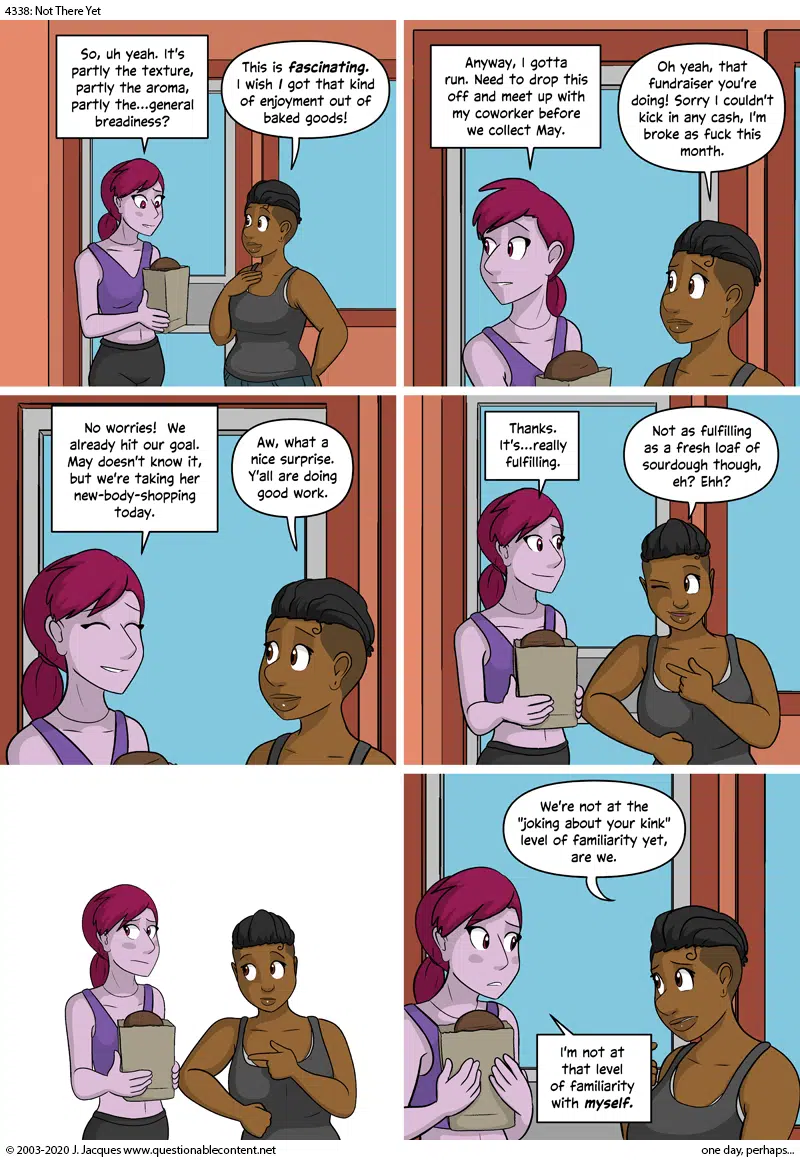 4338: Not There Yet
So, uh yeah. It's
partly the texture,
partly the aroma,
partly the...general
breadiness?
This is fascinating.
I wish I got that kind
of enjoyment out of
baked goods!
Anyway, I gotta
run. Need to drop this
off and meet up with
my coworker before
we collect May.
Oh yeah, that
fundraiser you're
doing! Sorry I couldn't
kick in any cash, I'm
broke as fuck this
month.
No worries! We
already hit our goal.
May doesn't know it,
but we're taking her
new-body-shopping
today.
Aw, what a
nice surprise.
Y'all are doing
good work.
Thanks.
It's...really
fulfilling.
Not as fulfilling
as a fresh loaf of
sourdough though,
eh? Ehh?
We're not at the
"joking about your kink"
level of familiarity yet,
are we.
I'm not at
that level
of familiarity
with myself.
© 2003-2020 J. Jacques www.questionablecontent.net
one day, perhaps...